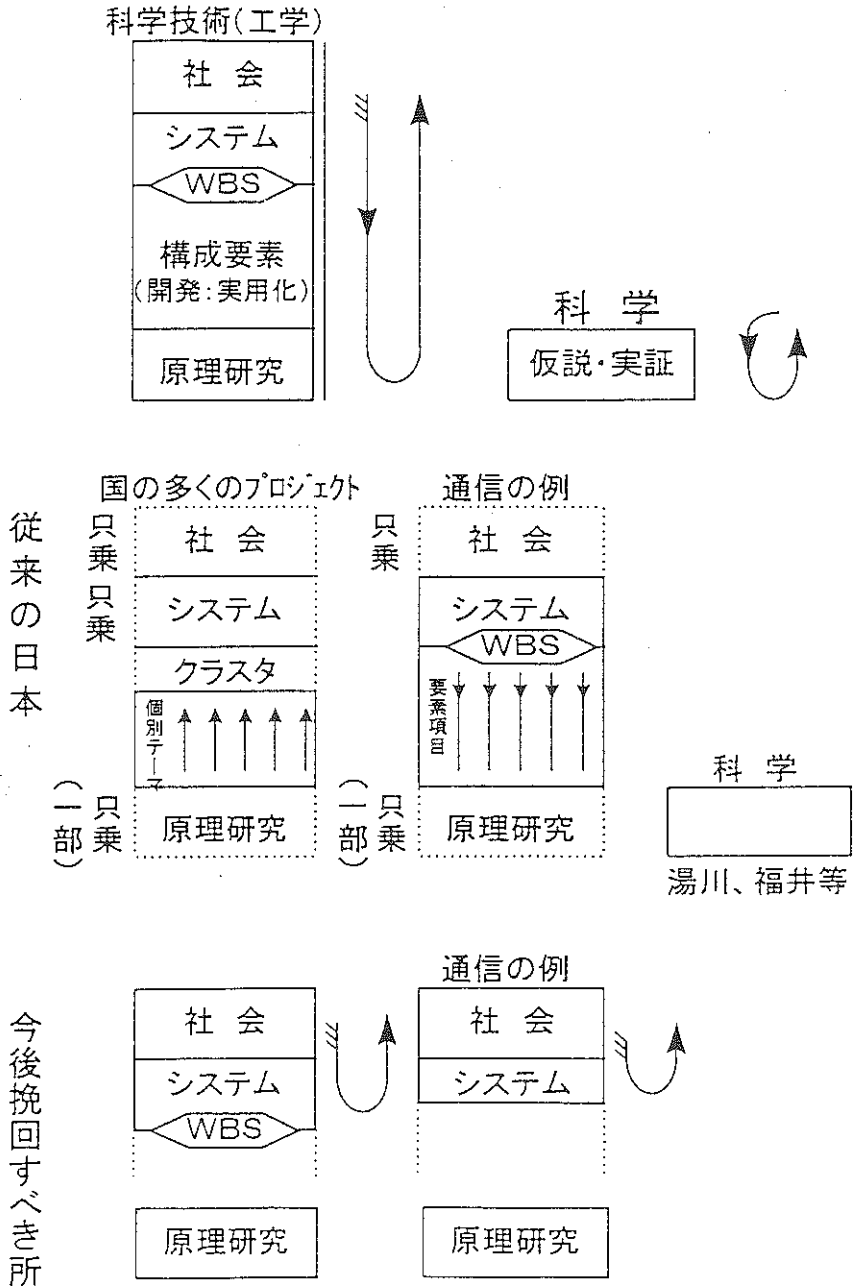 科学技術(工学)
社 会
システム
WBS
構成要素
(開発:実用化)
原理研究
科 学
仮説・実証
従来の日本
国の多くのプロジェクト
只乗
只乗
社 会
システム
クラスタ
個別テーマ
只乗
(一部)
原理研究
通信の例
只乗
社 会
システム
WBS
要素項目
只乗
(一部)
原理研究
科 学
湯川、福井等
今後挽回すべき所
社 会
システム
WBS
原理研究
通信の例
社 会
システム
原理研究